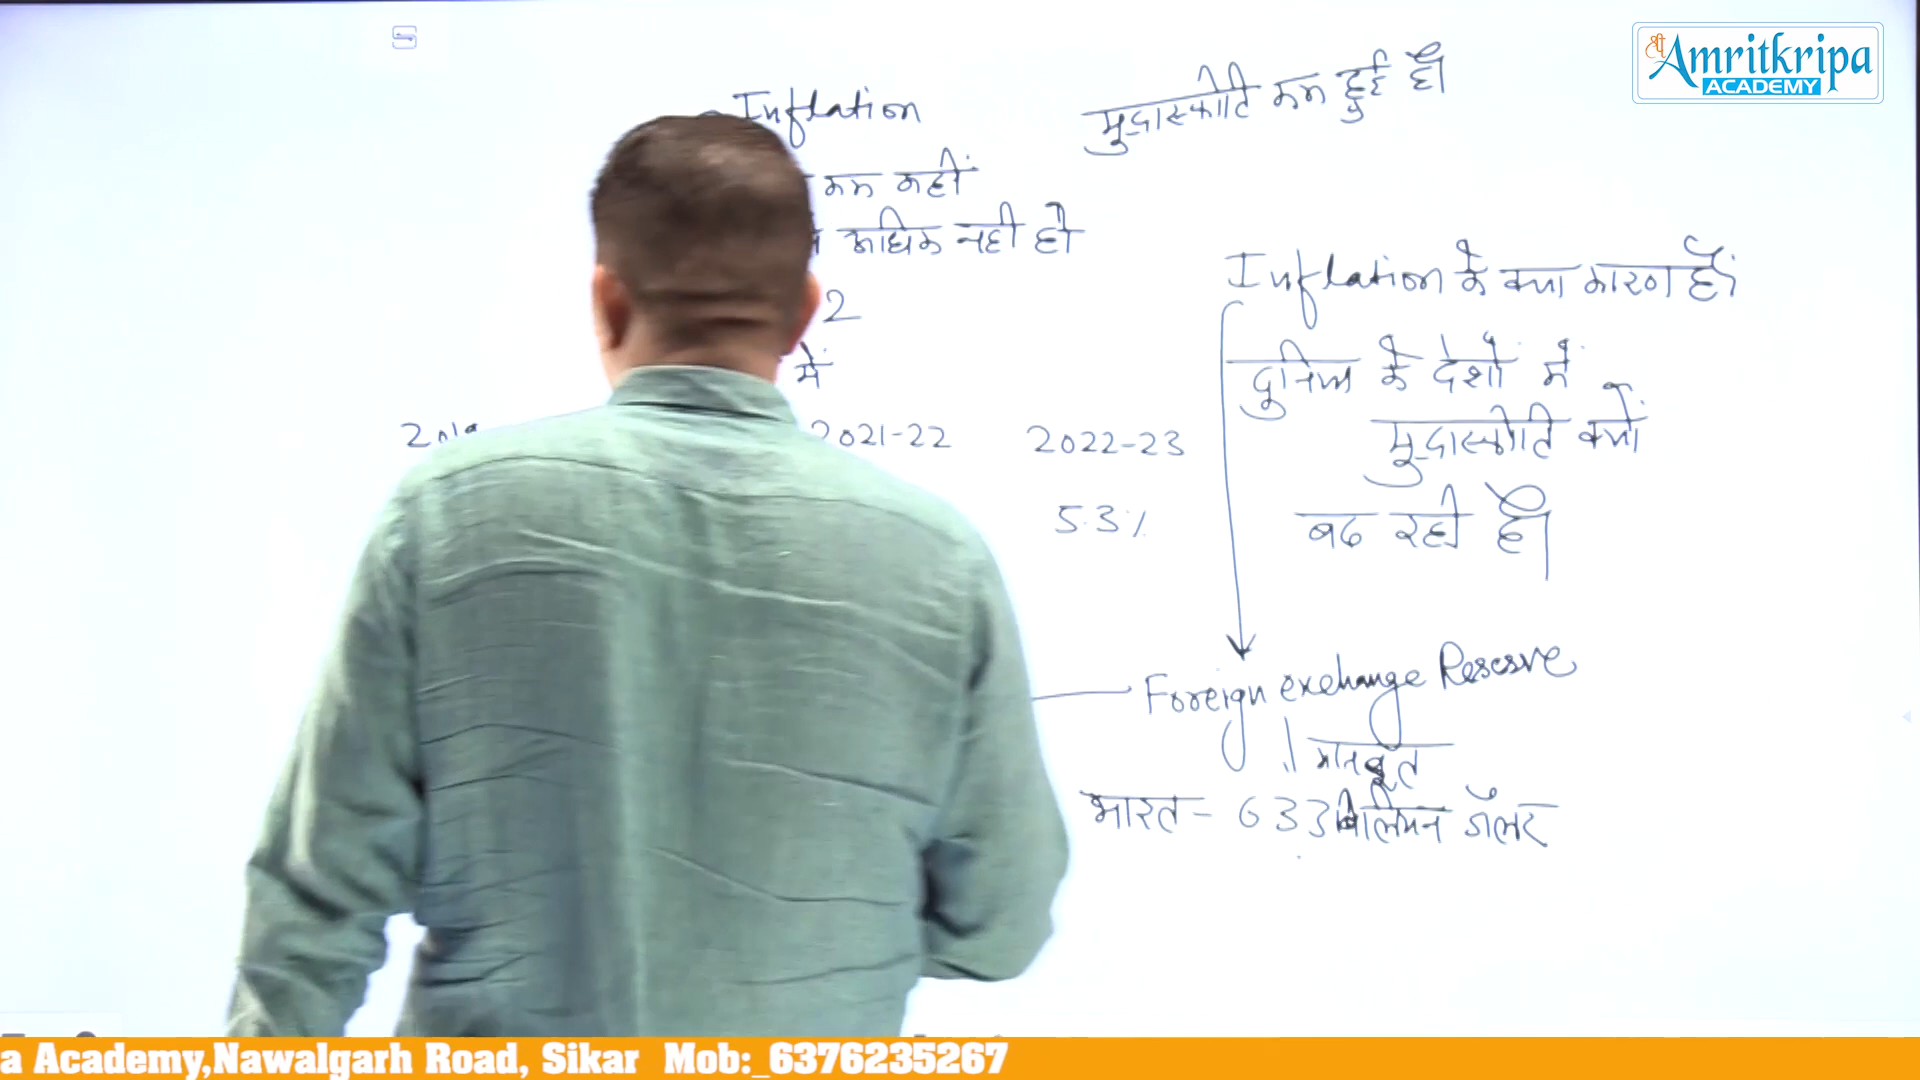 Inflation
मुद्रास्फीति कम हुई है।
कम कहीं
अधिक नहीं हो
2
में
2021-22
2022-23
5.3%
Inflation के क्या कारण हैं
दुनिया के देशों में
मुद्रास्फीति क्यों
बढ रही है।
Foreign exchange Reserve
मजबूत
भारत - 633 बिलियन डॉलर
श्री Amritkripa
ACADEMY
a Academy,Nawalgarh Road, Sikar Mob:_6376235267